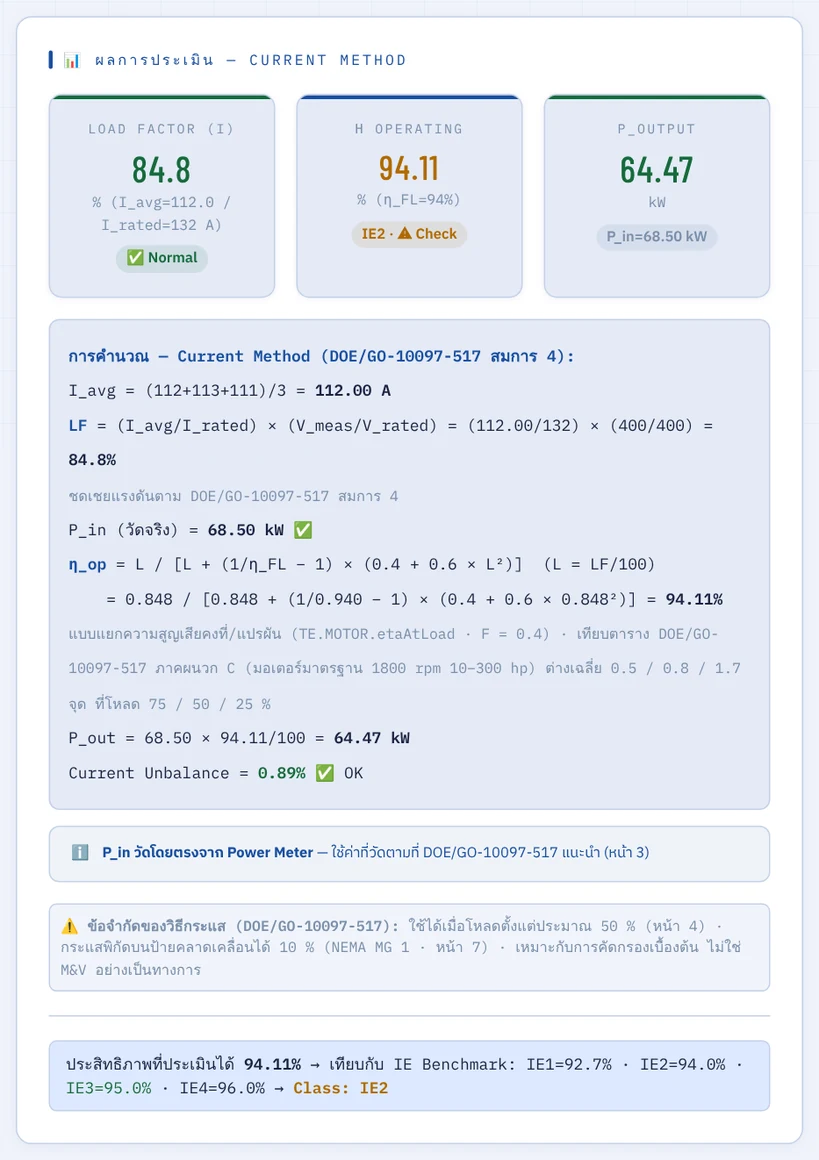 📊 ผลการประเมิน — CURRENT METHOD
LOAD FACTOR (I)
84.8
% (I_avg=112.0 /
I_rated=132 A)
✅ Normal
Η OPERATING
94.11
% (η_FL=94%)
IE2 · ⚠ Check
P_OUTPUT
64.47
kW
P_in=68.50 kW
การคำนวณ — Current Method (DOE/GO-10097-517 สมการ 4):
I_avg = (112+113+111)/3 = 112.00 A
LF = (I_avg/I_rated) × (V_meas/V_rated) = (112.00/132) × (400/400) =
84.8%
ชดเชยแรงดันตาม DOE/GO-10097-517 สมการ 4
P_in (วัดจริง) = 68.50 kW ✅
η_op = L / [L + (1/η_FL − 1) × (0.4 + 0.6 × L²)] (L = LF/100)
= 0.848 / [0.848 + (1/0.940 − 1) × (0.4 + 0.6 × 0.848²)] = 94.11%
แบบแยกความสูญเสียคงที่/แปรผัน (TE.MOTOR.etaAtLoad · F = 0.4) · เทียบตาราง DOE/GO-
10097-517 ภาคผนวก C (มอเตอร์มาตรฐาน 1800 rpm 10–300 hp) ต่างเฉลี่ย 0.5 / 0.8 / 1.7
จุด ที่โหลด 75 / 50 / 25 %
P_out = 68.50 × 94.11/100 = 64.47 kW
Current Unbalance = 0.89% ✅ OK
ℹ️ P_in วัดโดยตรงจาก Power Meter — ใช้ค่าที่วัดตามที่ DOE/GO-10097-517 แนะนำ (หน้า 3)
⚠️ ข้อจำกัดของวิธีกระแส (DOE/GO-10097-517): ใช้ได้เมื่อโหลดตั้งแต่ประมาณ 50 % (หน้า 4) ·
กระแสพิกัดบนป้ายคลาดเคลื่อนได้ 10 % (NEMA MG 1 · หน้า 7) · เหมาะกับการคัดกรองเบื้องต้น ไม่ใช่
M&V อย่างเป็นทางการ
ประสิทธิภาพที่ประเมินได้ 94.11% → เทียบกับ IE Benchmark: IE1=92.7% · IE2=94.0% ·
IE3=95.0% · IE4=96.0% → Class: IE2